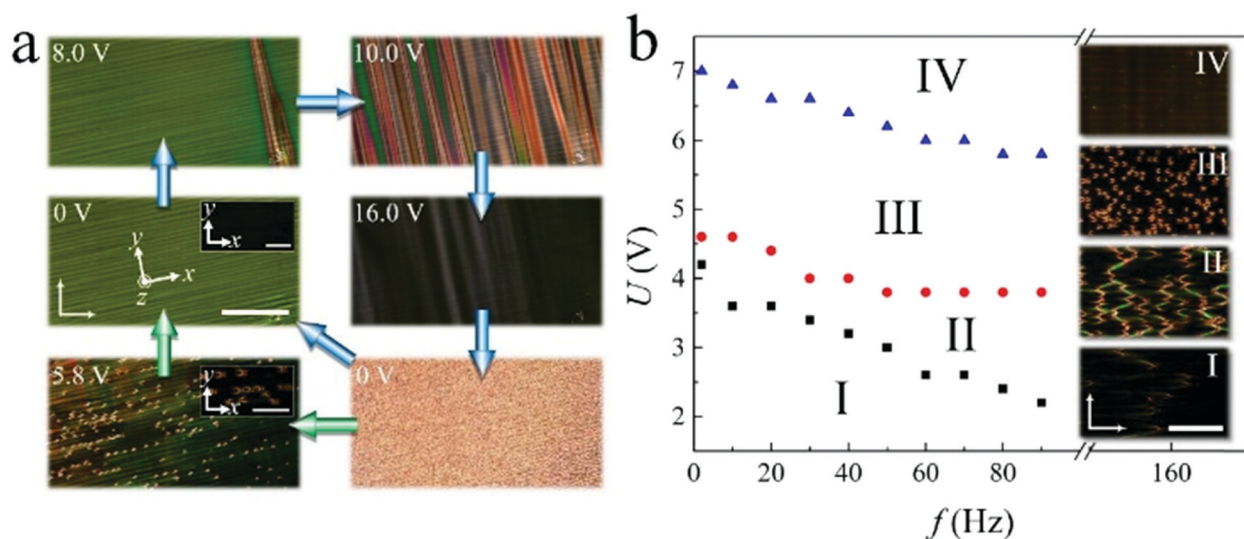 a
8.0 V
10.0 V
0 V
y
x
y
x
z
16.0 V
5.8 V
y
x
0 V
b
U (V)
7
6
5
4
3
2
IV
III
II
I
IV
III
II
I
0 20 40 60 80 160
f (Hz)